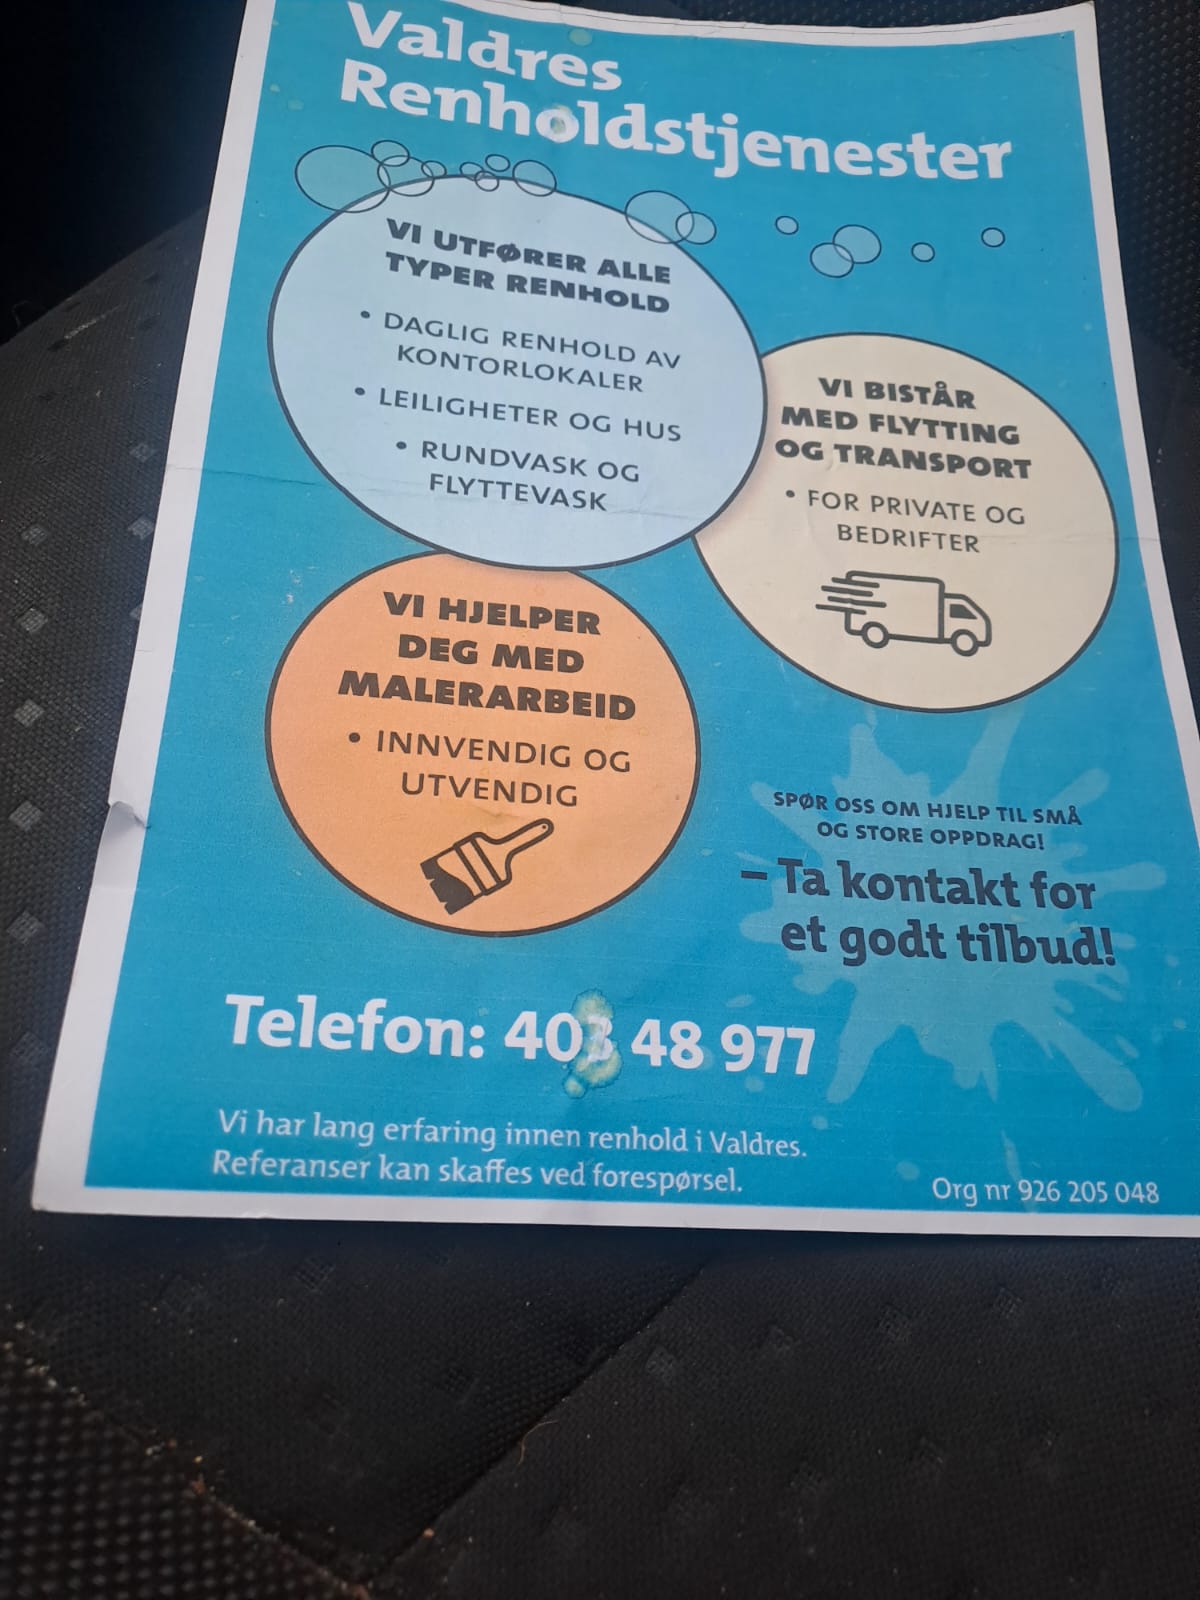 Valdres
Renholdstjenester
VI UTFØRER ALLE
TYPER RENHOLD
• DAGLIG RENHOLD AV
KONTORLOKALER
• LEILIGHETER OG HUS
• RUNDVASK OG
FLYTTEVASK
VI BISTÅR
MED FLYTTING
OG TRANSPORT
• FOR PRIVATE OG
BEDRIFTER
VI HJELPER
DEG MED
MALERARBEID
• INNVENDIG OG
UTVENDIG
SPØR OSS OM HJELP TIL SMÅ
OG STORE OPPDRAG!
– Ta kontakt for
et godt tilbud!
Telefon: 48 977
Vi har lang erfaring innen renhold i Valdres.
Referanser kan skaffes ved forespørsel.
Org nr 926 205 048